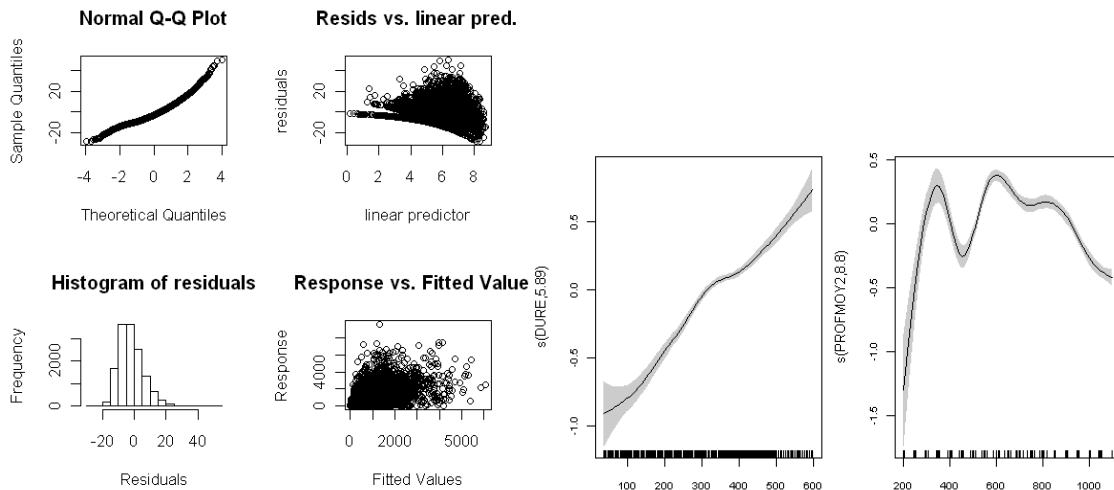 Normal Q-Q Plot
Sample Quantiles
20
-20
-4 -2 0 2 4
Theoretical Quantiles
Resids vs. linear pred.
residuals
20
-20
0 2 4 6 8
linear predictor
Histogram of residuals
Frequency
2000
0
-20 0 20 40
Residuals
Response vs. Fitted Value
Response
4000
0
0 2000 5000
Fitted Values
s(DURE,5.89)
0.5
0.0
-0.5
-1.0
100 200 300 400 500 600
s(PROFMOY2,8.8)
0.5
0.0
-0.5
-1.0
-1.5
200 400 600 800 1000